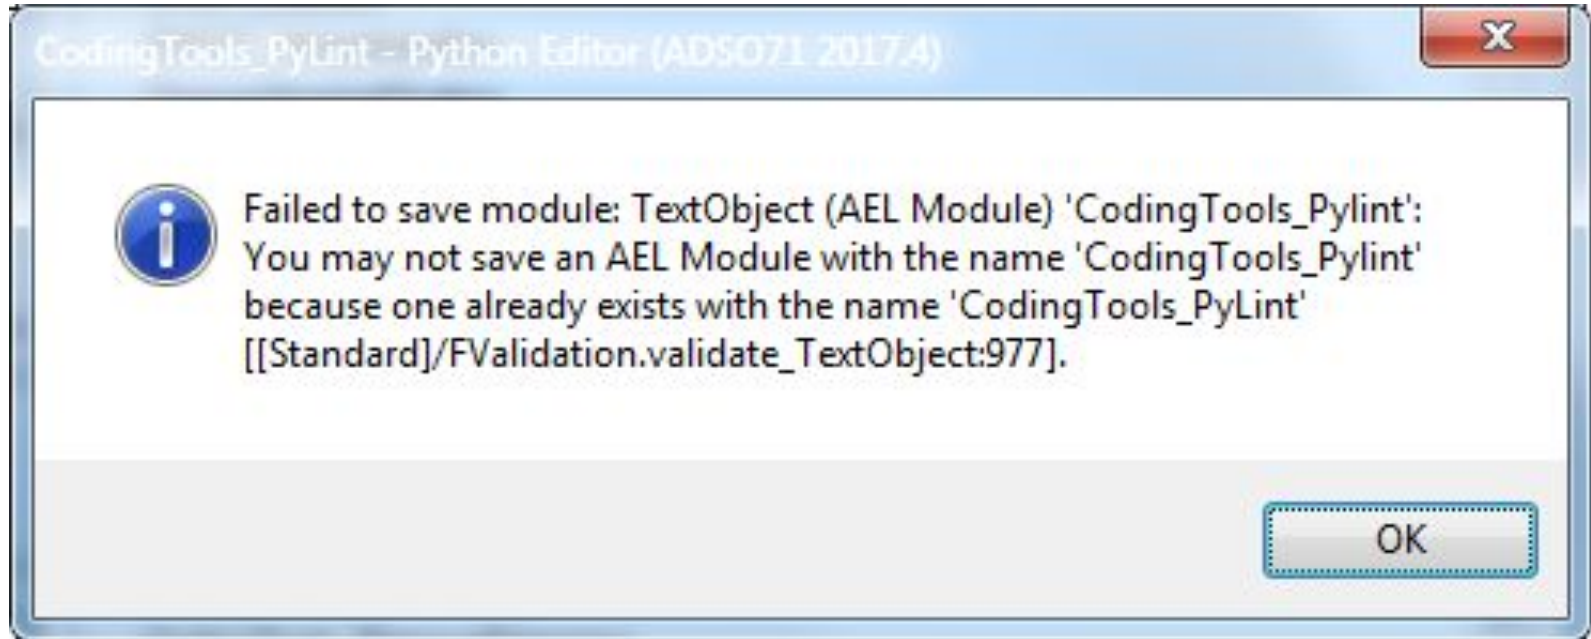 CodingTools_PyLint - Python Editor (ADSO71 2017.4)
Failed to save module: TextObject (AEL Module) 'CodingTools_Pylint':
You may not save an AEL Module with the name 'CodingTools_Pylint'
because one already exists with the name 'CodingTools_PyLint'
[[Standard]/FValidation.validate_TextObject:977].
OK